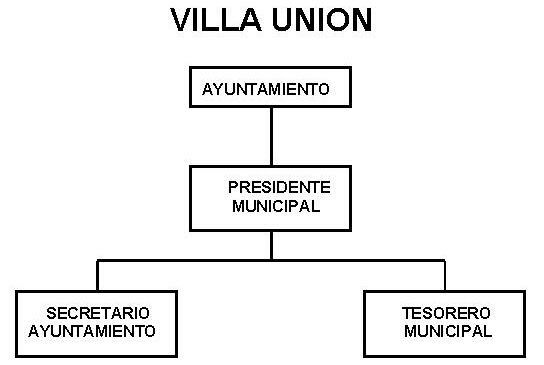 VILLA UNION
AYUNTAMIENTO
PRESIDENTE
MUNICIPAL
SECRETARIO
AYUNTAMIENTO
TESORERO
MUNICIPAL